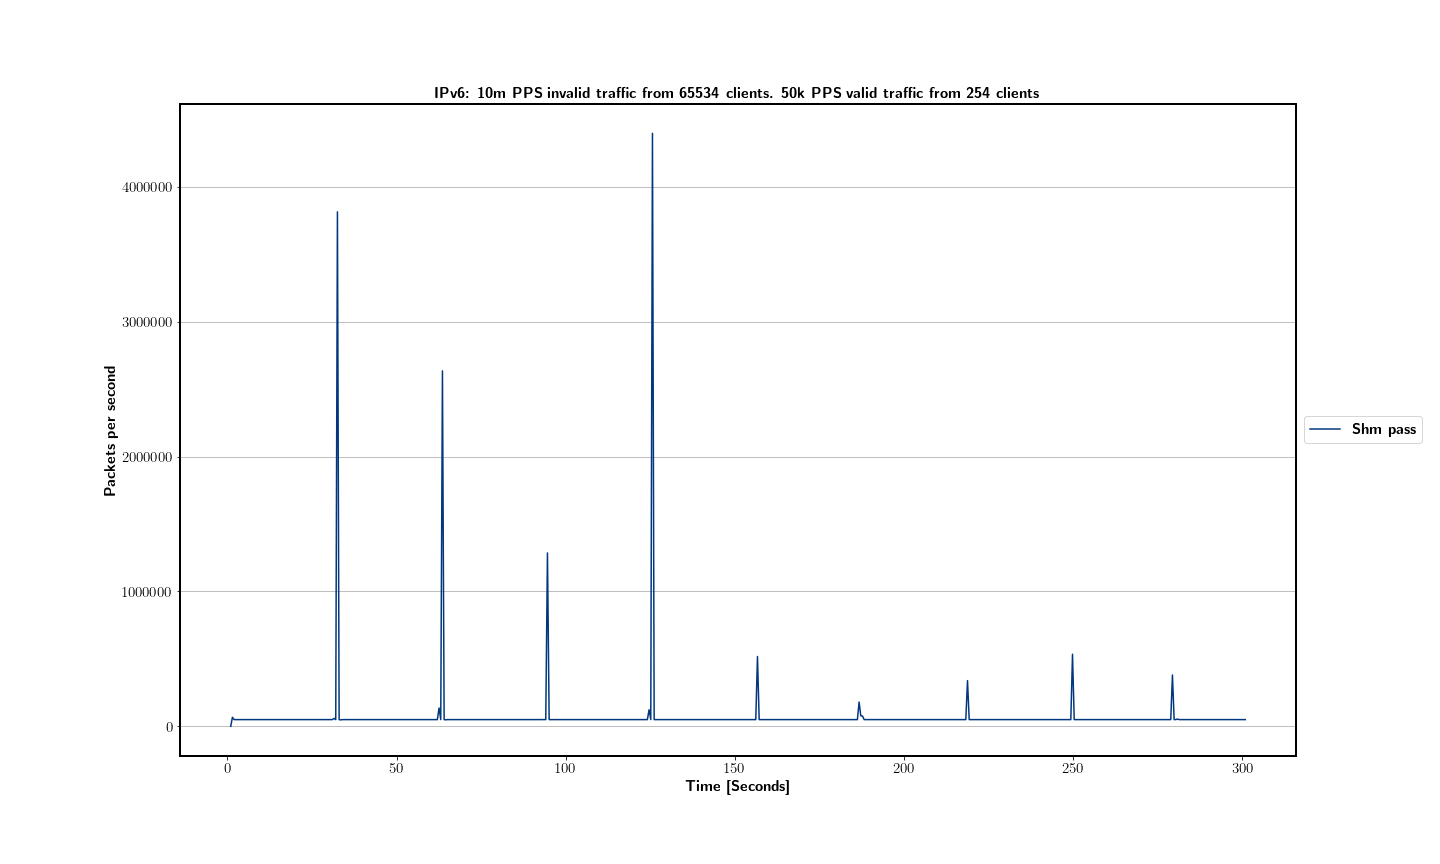 IPv6: 10m PPS invalid traffic from 65534 clients. 50k PPS valid traffic from 254 clients
Packets per second
4000000
3000000
2000000
1000000
0
0 50 100 150 200 250 300
Time [Seconds]
Shm pass